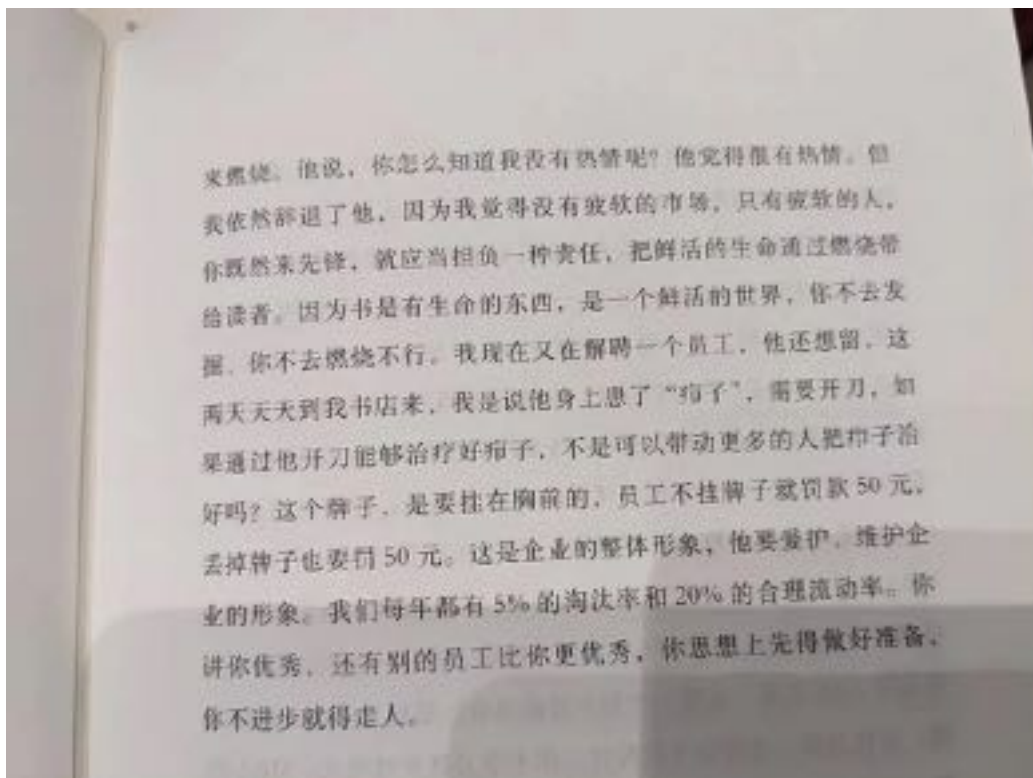 来燃烧。他说，你怎么知道我没有热情呢？他觉得很有热情。但
我依然辞退了他，因为我觉得没有疲软的市场，只有疲软的人。
你既然来先锋，就应当担负一种责任，把鲜活的生命通过燃烧带
给读者。因为书是有生命的东西，是一个鲜活的世界，你不去发
掘、你不去燃烧不行。我现在又在解聘一个员工，他还想留，这
两天天天到我书店来，我是说他身上患了“疖子”，需要开刀，如
果通过他开刀能够治疗好疖子，不是可以带动更多的人把疖子治
好吗？这个牌子，是要挂在胸前的，员工不挂牌子就罚款 50 元，
丢掉牌子也要罚 50 元。这是企业的整体形象，他要爱护、维护企
业的形象。我们每年都有 5% 的淘汰率和 20% 的合理流动率。你
讲你优秀，还有别的员工比你更优秀，你思想上先得做好准备，
你不进步就得走人。